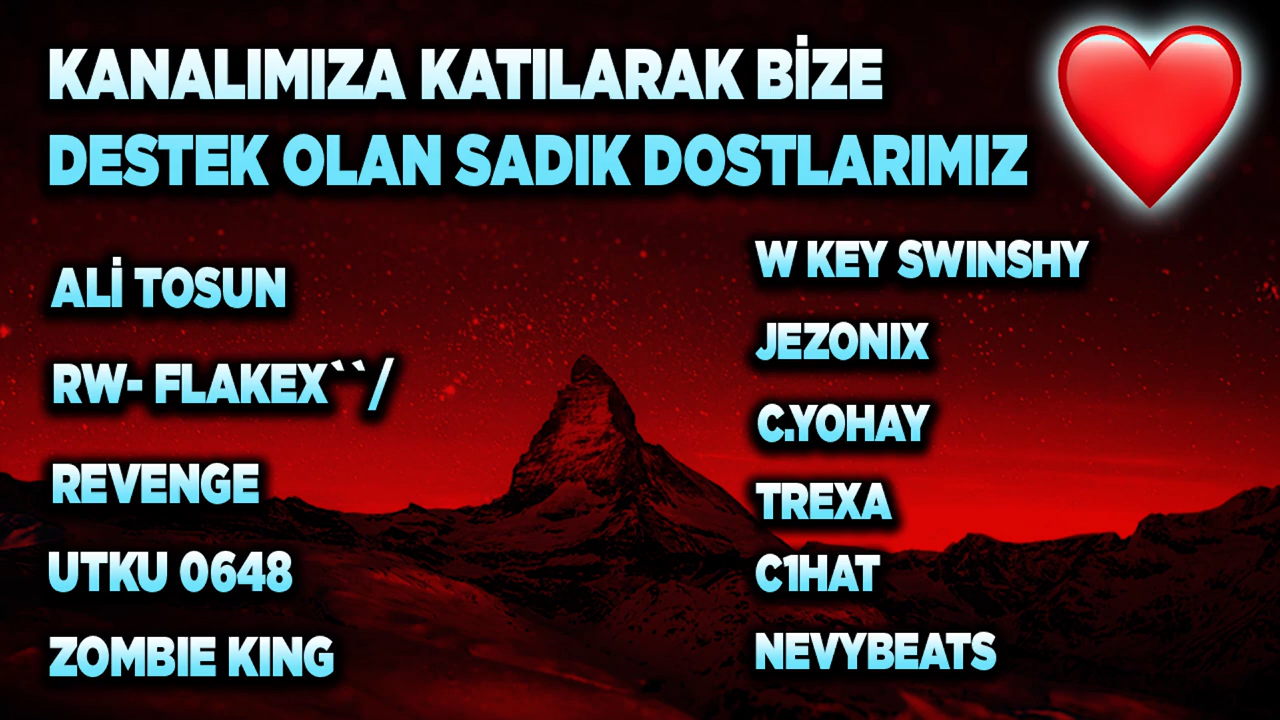 KANALIMIZA KATILARAK BİZE
DESTEK OLAN SADIK DOSTLARIMIZ
ALİ TOSUN
RW- FLAKEX``/
REVENGE
UTKU 0648
ZOMBIE KING
W KEY SWINSHY
JEZONIX
C.YOHAY
TREXA
C1HAT
NEVYBEATS